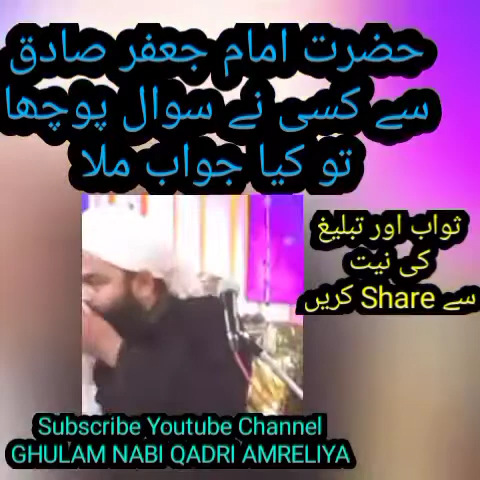 حضرت امام جعفر صادق
سے کسی نے سوال پوچھا
تو کیا جواب ملا
ثواب اور تبلیغ
کی نیت
سے Share کریں
Subscribe Youtube Channel
GHULAM NABI QADRI AMRELIYA